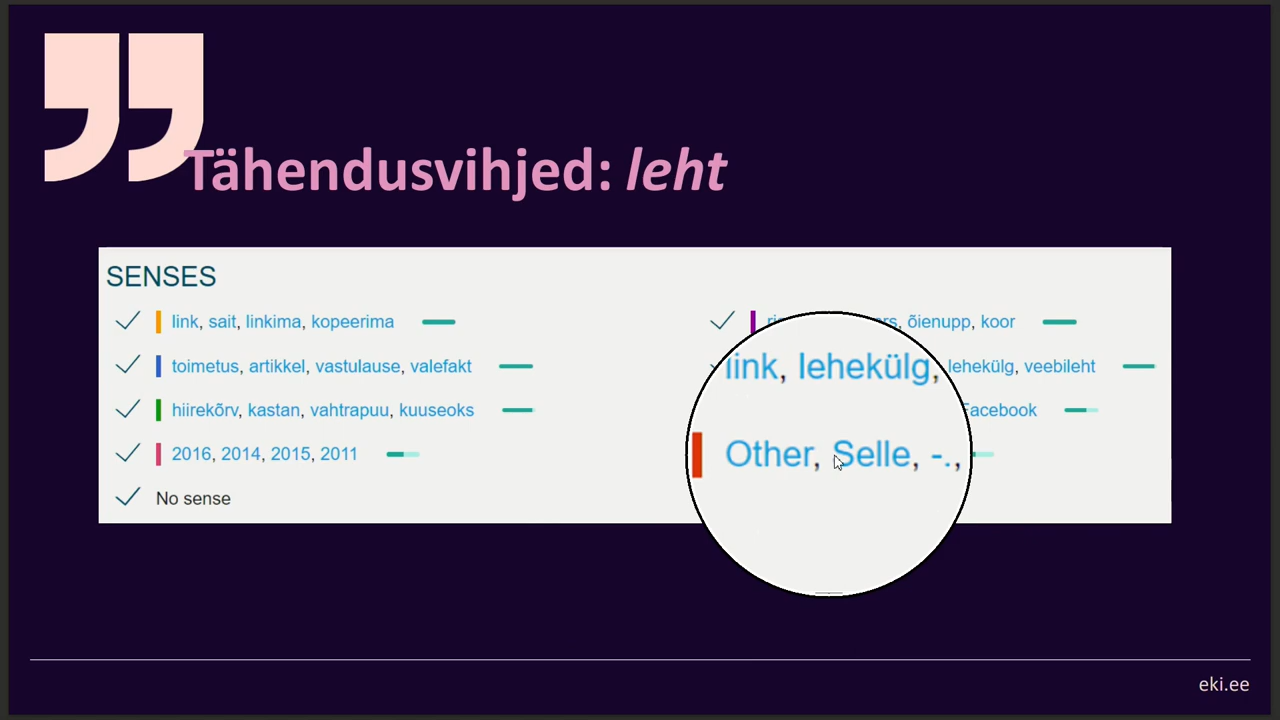 Tähendusvihjed: leht
SENSES
link, sait, linkima, kopeerima
toimetus, artikkel, vastulause, valefakt
hiirekõrv, kastan, vahtrapuu, kuuseoks
2016, 2014, 2015, 2011
No sense
õienupp, koor
lehekülg, veebileht
link, lehekülg,
Facebook
Other, Selle, -.,
eki.ee